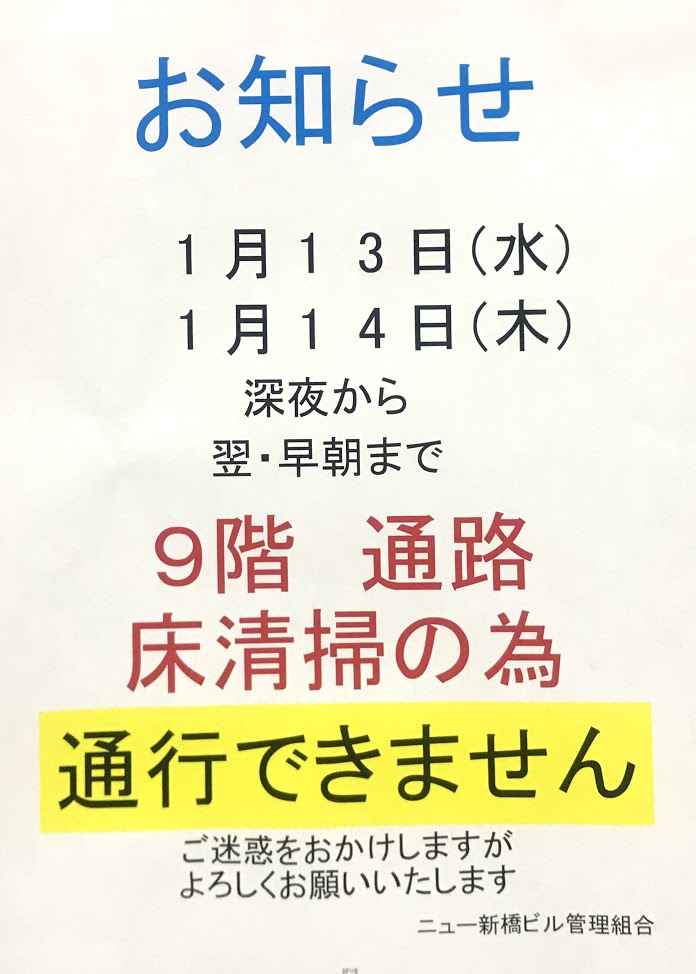 お知らせ
１月１３日（水）
１月１４日（木）
深夜から
翌・早朝まで
９階　通路
床清掃の為
通行できません
ご迷惑をおかけしますが
よろしくお願いいたします
ニュー新橋ビル管理組合